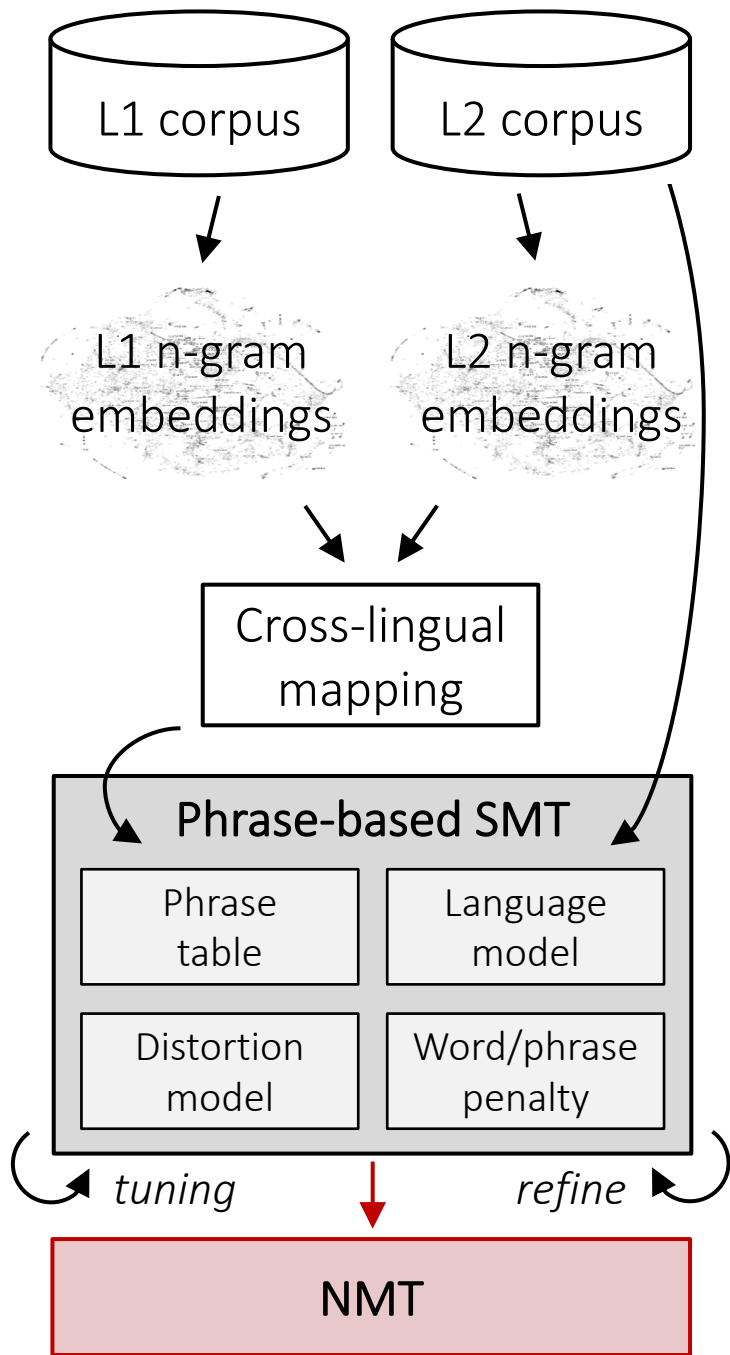 L1 corpus
L2 corpus
L1 n-gram
embeddings
L2 n-gram
embeddings
Cross-lingual
mapping
Phrase-based SMT
Phrase
table
Language
model
Distortion
model
Word/phrase
penalty
tuning
refine
NMT